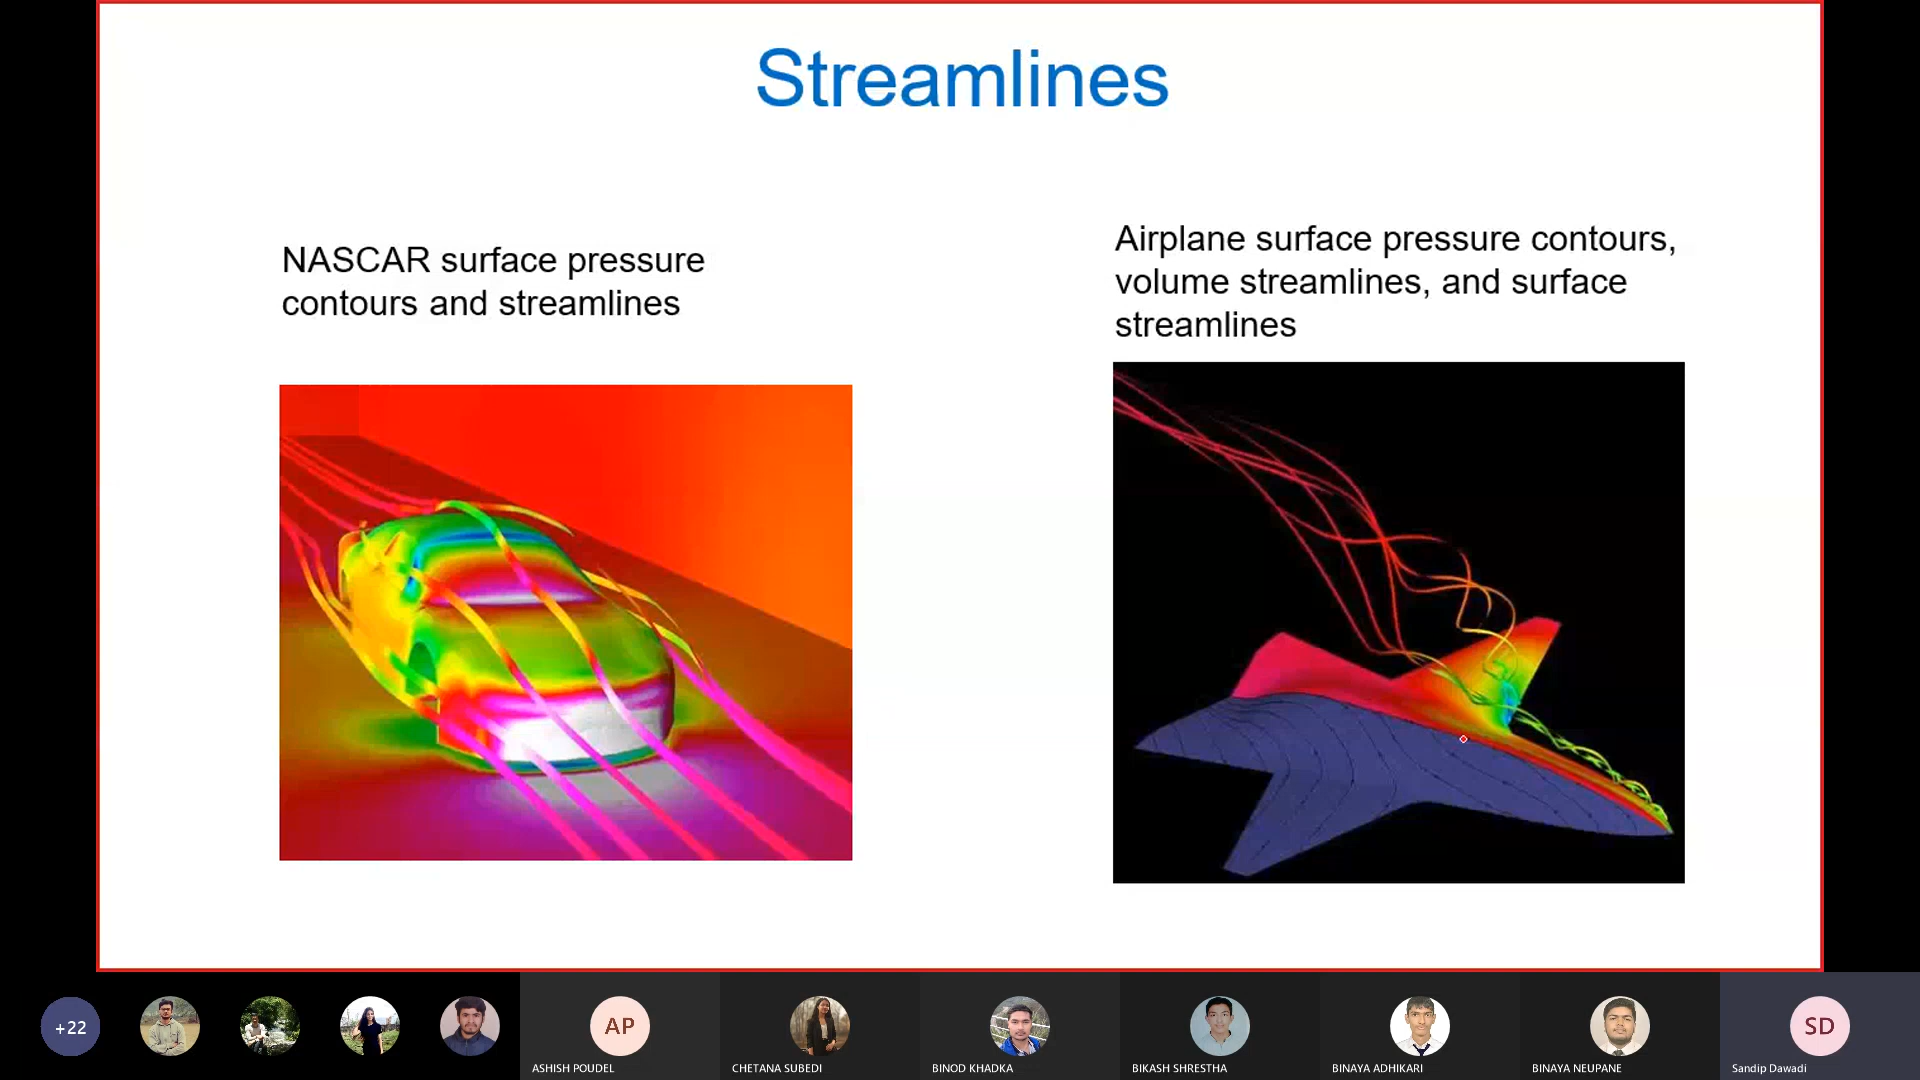 Streamlines
NASCAR surface pressure
contours and streamlines
Airplane surface pressure contours,
volume streamlines, and surface
streamlines
+22
AP
SD
ASHISH POUDEL
CHETANA SUBEDI
BINOD KHADKA
BIKASH SHRESTHA
BINAYA ADHIKARI
BINAYA NEUPANE
Sandip Dawadi